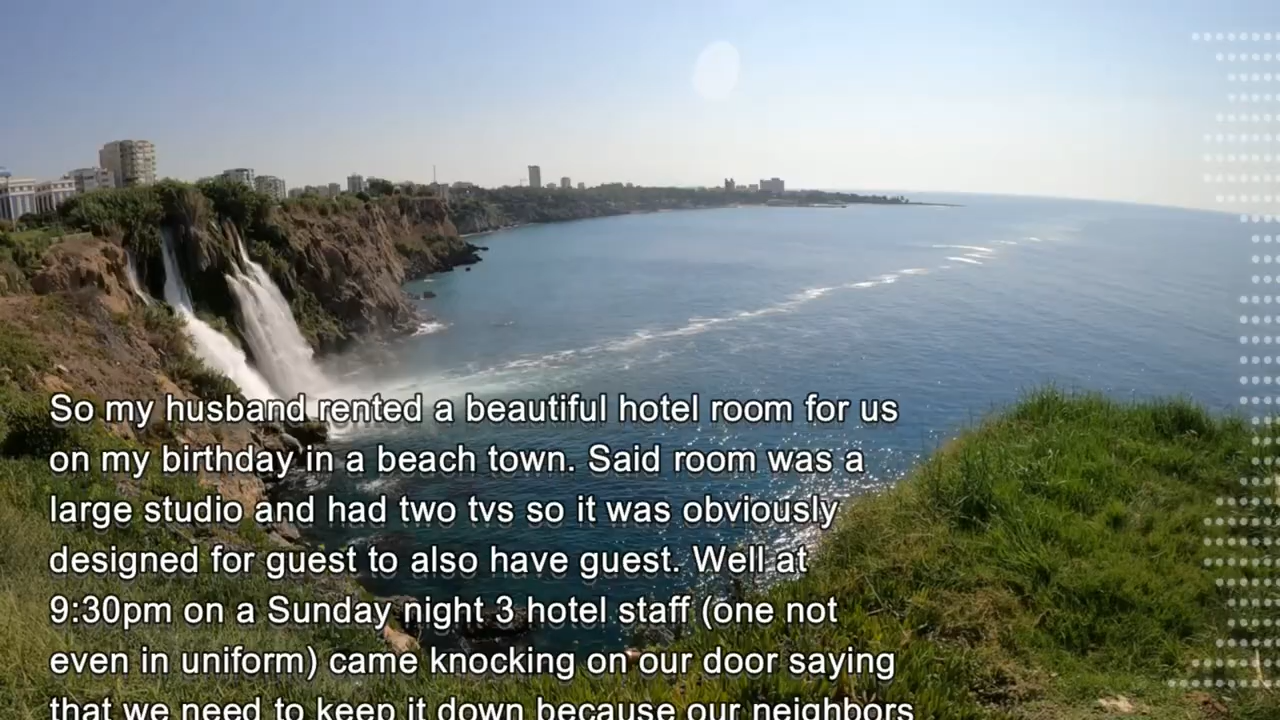 So my husband rented a beautiful hotel room for us
on my birthday in a beach town. Said room was a
large studio and had two tvs so it was obviously
designed for guest to also have guest. Well at
9:30pm on a Sunday night 3 hotel staff (one not
even in uniform) came knocking on our door saying
that we need to keep it down because our neighbors